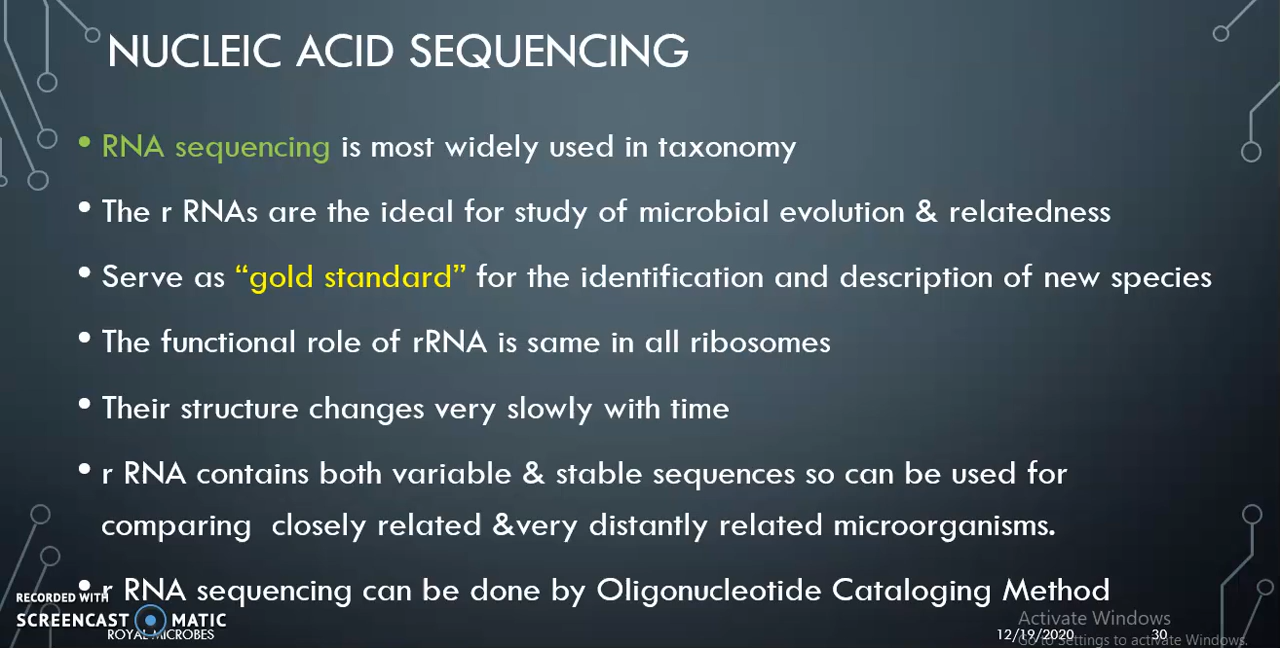 NUCLEIC ACID SEQUENCING
• RNA sequencing is most widely used in taxonomy
• The r RNAs are the ideal for study of microbial evolution & relatedness
• Serve as “gold standard” for the identification and description of new species
• The functional role of rRNA is same in all ribosomes
• Their structure changes very slowly with time
• r RNA contains both variable & stable sequences so can be used for
comparing closely related &very distantly related microorganisms.
• r RNA sequencing can be done by Oligonucleotide Cataloging Method
RECORDED WITH
SCREENCAST MATIC
ROYAL MICROBES
Activate Windows
12/19/2020 30
Go to Settings to activate Windows.